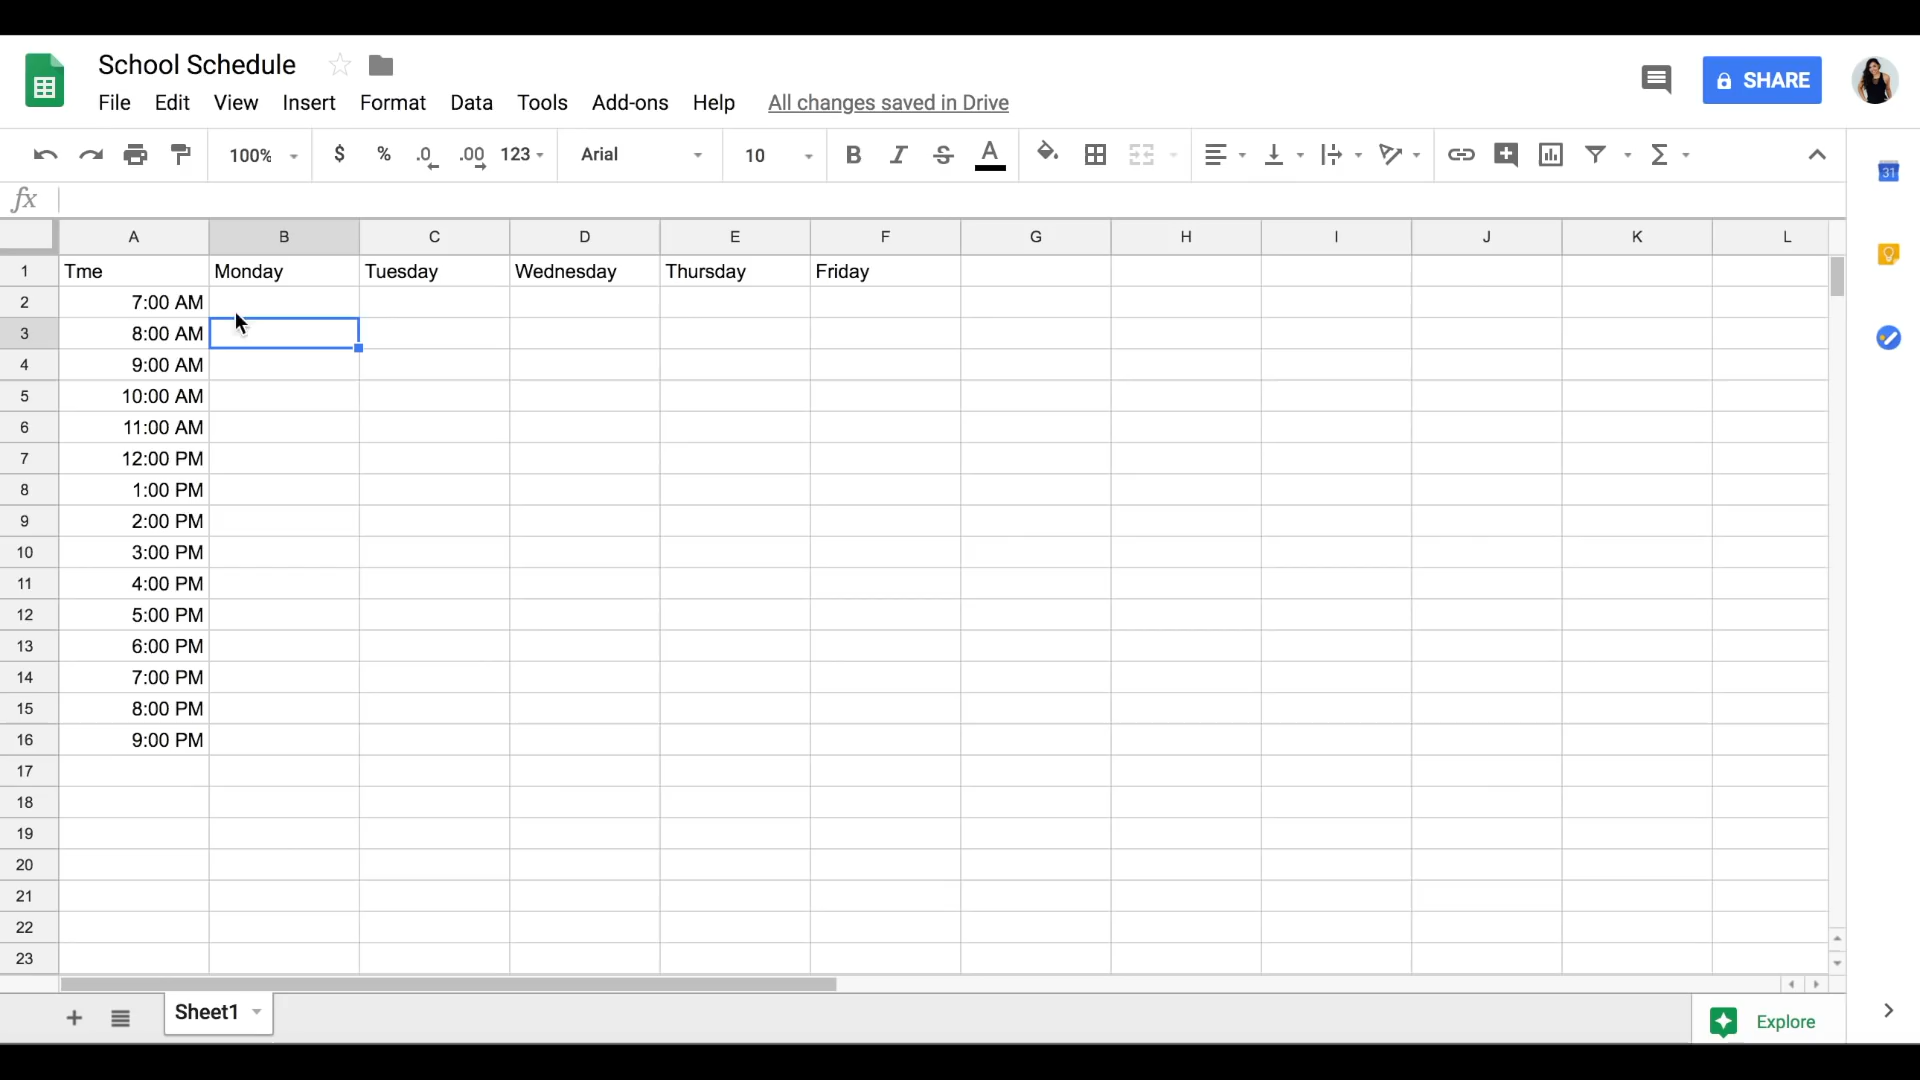 School Schedule
File Edit View Insert Format Data Tools Add-ons Help All changes saved in Drive
SHARE
100% $ % .0 .00 123 Arial 10 B I S A Σ
31
fx
A B C D E F G H I J K L
1 Tme Monday Tuesday Wednesday Thursday Friday
2 7:00 AM
3 8:00 AM
4 9:00 AM
5 10:00 AM
6 11:00 AM
7 12:00 PM
8 1:00 PM
9 2:00 PM
10 3:00 PM
11 4:00 PM
12 5:00 PM
13 6:00 PM
14 7:00 PM
15 8:00 PM
16 9:00 PM
17
18
19
20
21
22
23
Sheet1
Explore